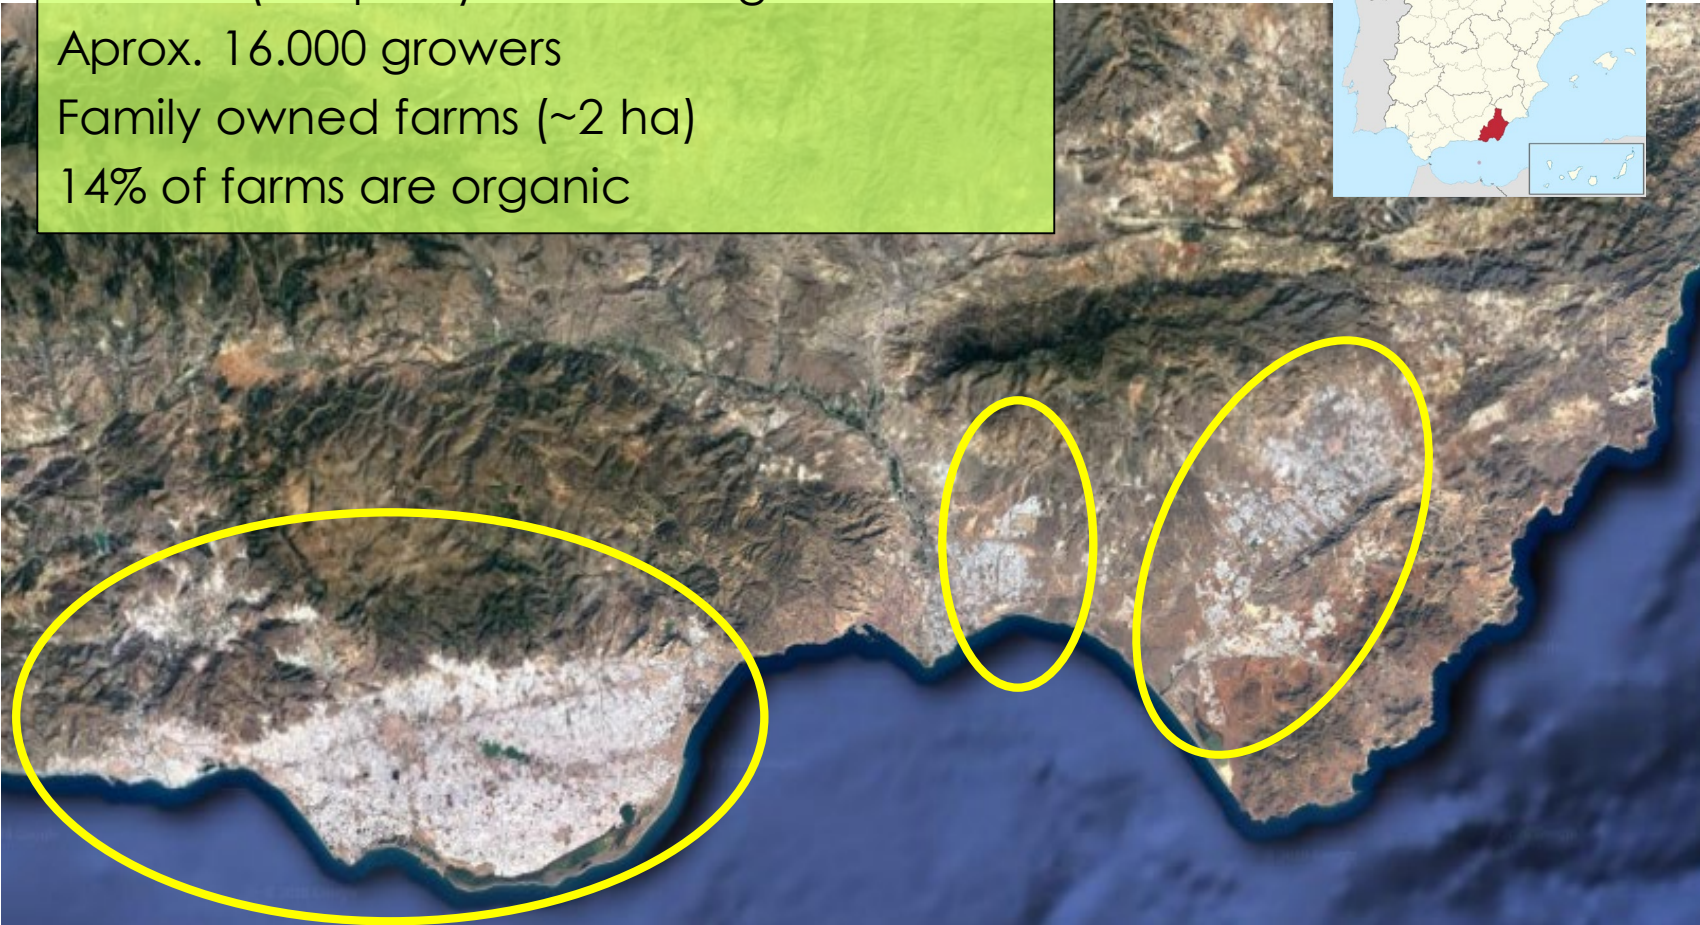 Aprox. 16.000 growers
Family owned farms (~2 ha)
14% of farms are organic